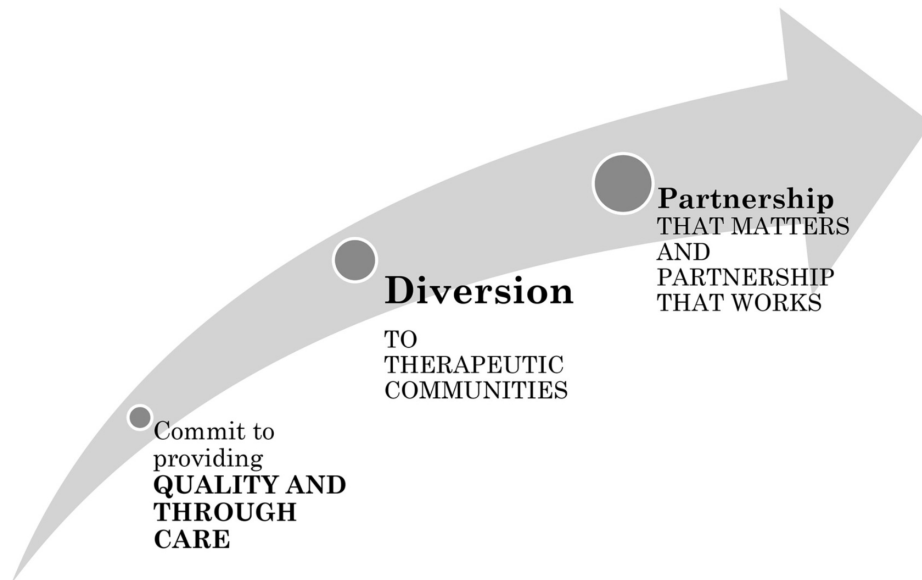 Commit to
providing
QUALITY AND
THROUGH
CARE
Diversion
TO
THERAPEUTIC
COMMUNITIES
Partnership
THAT MATTERS
AND
PARTNERSHIP
THAT WORKS